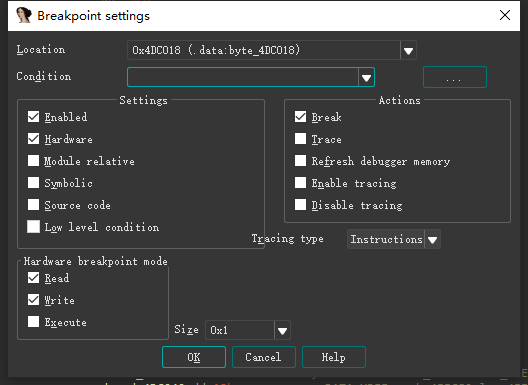 Breakpoint settings
Location 0x4DC018 (.data:byte_4DC018)
Condition ...
Settings
Enabled
Hardware
Module relative
Symbolic
Source code
Low level condition
Actions
Break
Trace
Refresh debugger memory
Enable tracing
Disable tracing
Tracing type Instructions
Hardware breakpoint mode
Read
Write
Execute
Size 0x1
OK Cancel Help